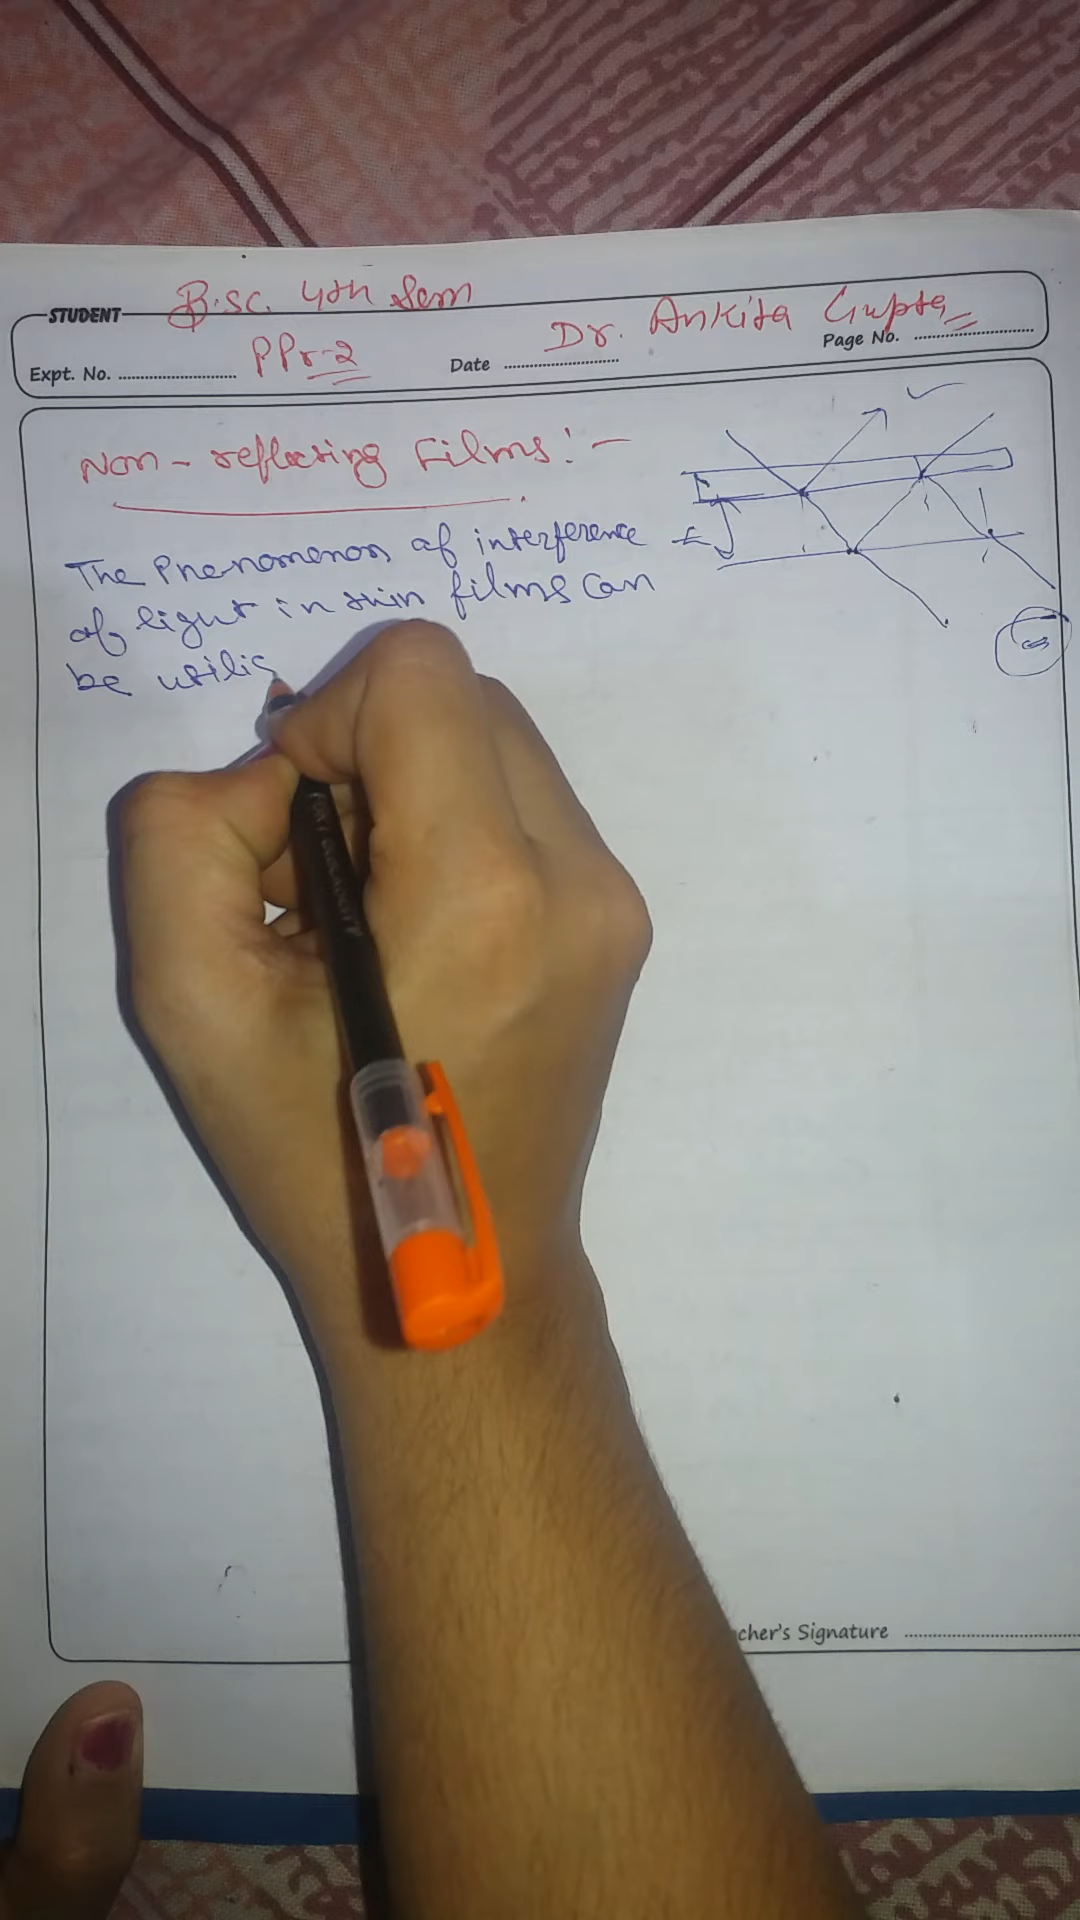 B.sc. 4th Sem
STUDENT
Expt. No. PPr-2 Date Dr. Ankita Gupta Page No.
Non-reflecting Films:-
The Phenomenon of interference
of light in thin films can
be utilis
t
cher's Signature